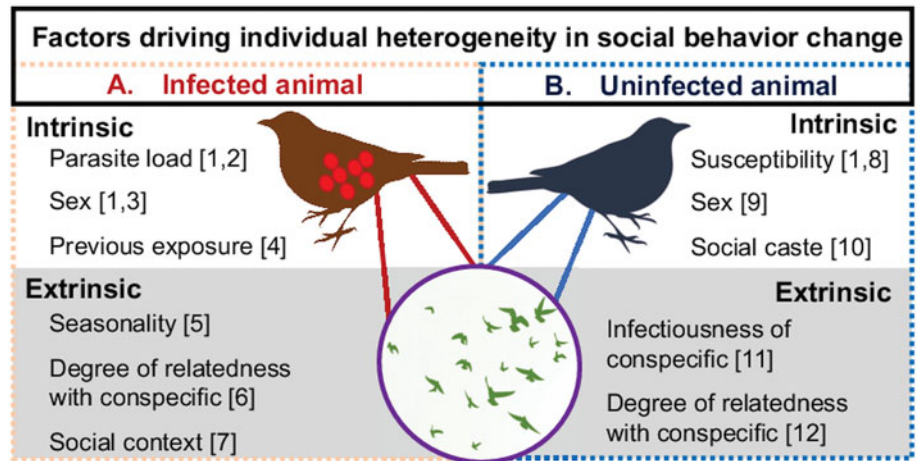 Factors driving individual heterogeneity in social behavior change
A. Infected animal
B. Uninfected animal
Intrinsic
Parasite load [1,2]
Sex [1,3]
Previous exposure [4]
Extrinsic
Seasonality [5]
Degree of relatedness
with conspecific [6]
Social context [7]
Intrinsic
Susceptibility [1,8]
Sex [9]
Social caste [10]
Extrinsic
Infectiousness of
conspecific [11]
Degree of relatedness
with conspecific [12]